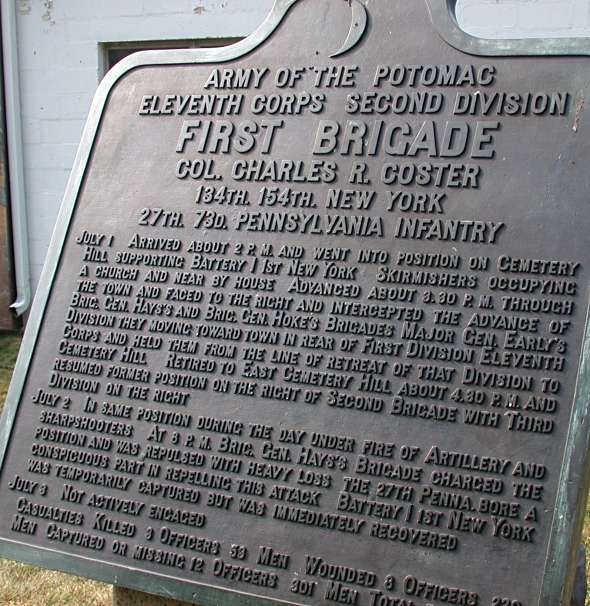 ARMY OF THE POTOMAC
ELEVENTH CORPS SECOND DIVISION
FIRST BRIGADE
COL. CHARLES R. COSTER
134TH. 154TH. NEW YORK
27TH. 73D. PENNSYLVANIA INFANTRY
JULY 1 ARRIVED ABOUT 2 P.M. AND WENT INTO POSITION ON CEMETERY
HILL SUPPORTING BATTERY I 1ST NEW YORK SKIRMISHERS OCCUPYING
A CHURCH AND NEAR BY HOUSE ADVANCED ABOUT 3.30 P.M. THROUGH
THE TOWN AND FACED TO THE RIGHT AND INTERCEPTED THE ADVANCE OF
BRIG. GEN. HAYS'S AND BRIG. GEN. HOKE'S BRIGADES MAJOR GEN. EARLY'S
DIVISION THEY MOVING TOWARD TOWN IN REAR OF FIRST DIVISION ELEVENTH
CORPS AND HELD THEM FROM THE LINE OF RETREAT OF THAT DIVISION TO
CEMETERY HILL RETIRED TO EAST CEMETERY HILL ABOUT 4.30 P.M. AND
RESUMED FORMER POSITION ON THE RIGHT OF SECOND BRIGADE WITH THIRD
DIVISION ON THE RIGHT
JULY 2 IN SAME POSITION DURING THE DAY UNDER FIRE OF ARTILLERY AND
SHARPSHOOTERS AT 8 P.M. BRIG. GEN. HAYS'S BRIGADE CHARGED THE
POSITION AND WAS REPULSED WITH HEAVY LOSS THE 27TH PENNA. BORE A
CONSPICUOUS PART IN REPELLING THIS ATTACK BATTERY I 1ST NEW YORK
WAS TEMPORARILY CAPTURED BUT WAS IMMEDIATELY RECOVERED
JULY 3 NOT ACTIVELY ENGAGED
CASUALTIES KILLED 3 OFFICERS 53 MEN WOUNDED 8 OFFICERS
MEN CAPTURED OR MISSING 12 OFFICERS 301 MEN TOTAL